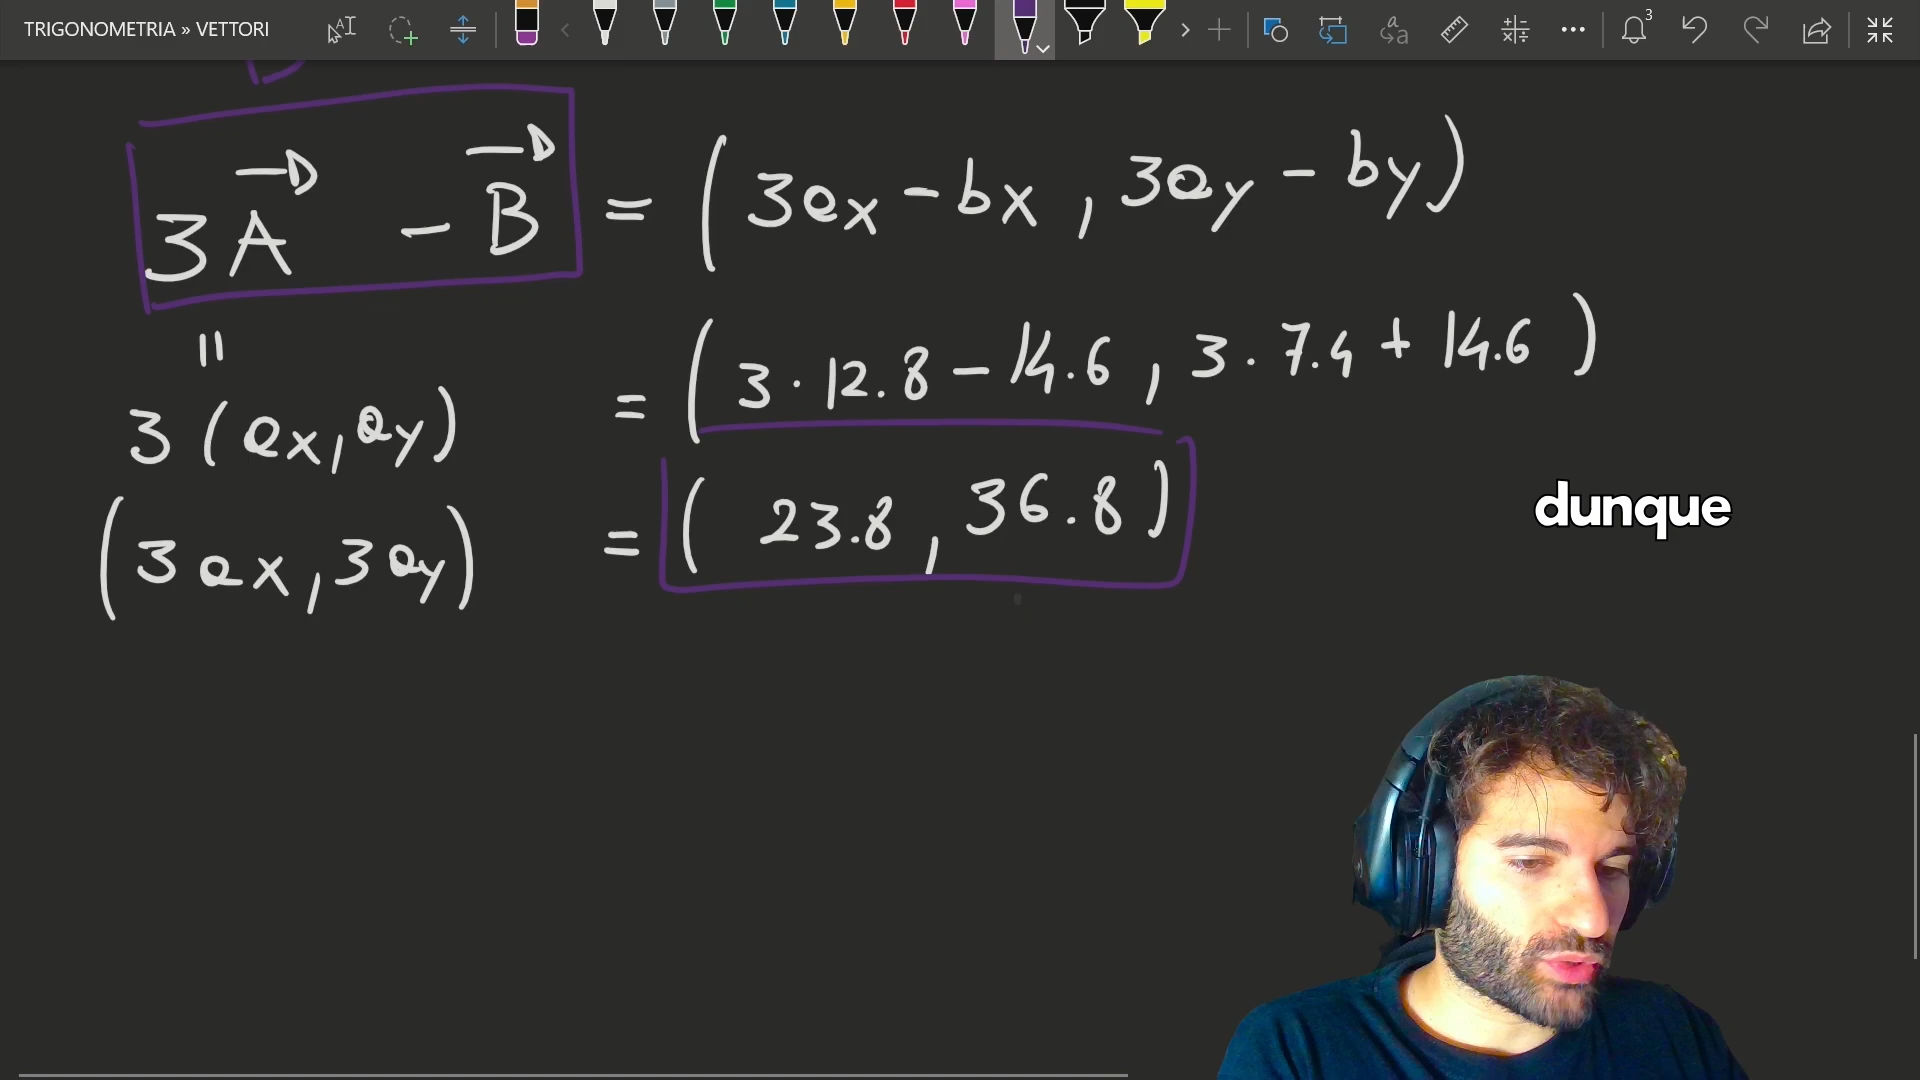 TRIGONOMETRIA » VETTORI
3
3A - B = (3ax - bx, 3ay - by)
= (3 · 12.8 - 14.6, 3 · 7.4 + 14.6)
3 (ax, ay)
= (23.8, 36.8)
(3ax, 3ay)
dunque